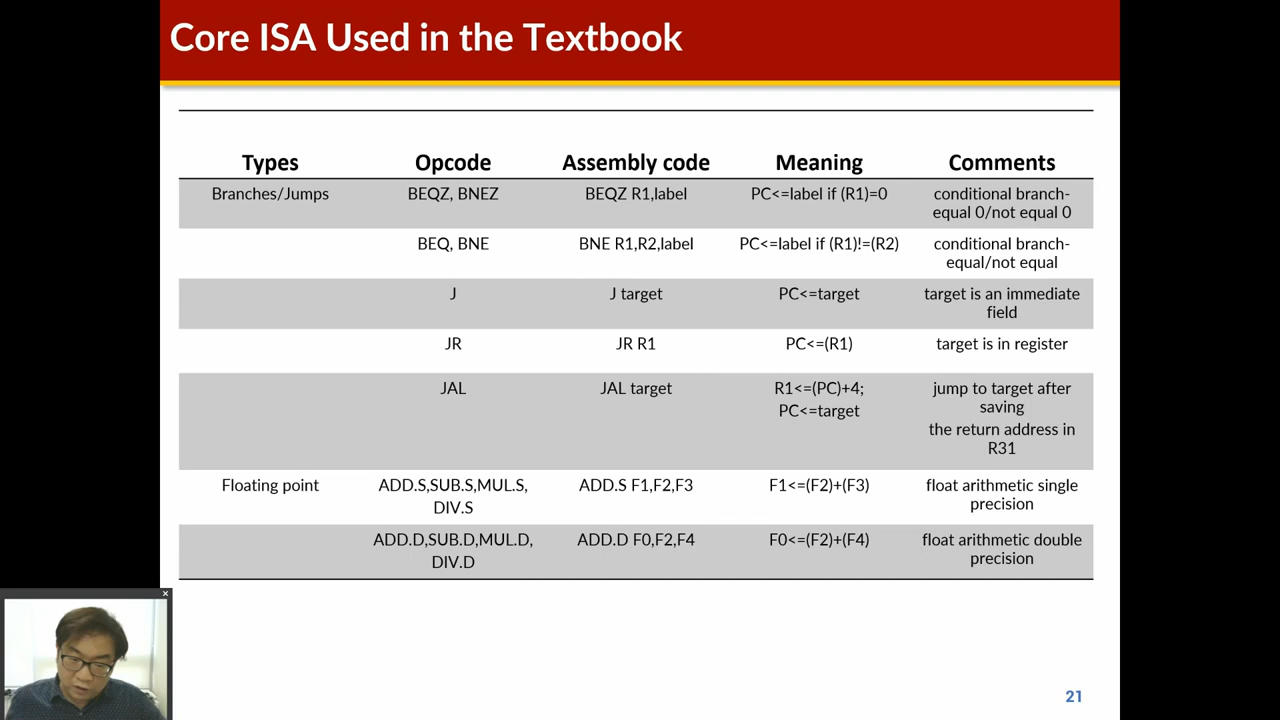 Core ISA Used in the Textbook
Types Opcode Assembly code Meaning Comments
Branches/Jumps BEQZ, BNEZ BEQZ R1,label PC<=label if (R1)=0 conditional branch-
equal 0/not equal 0
BEQ, BNE BNE R1,R2,label PC<=label if (R1)!=(R2) conditional branch-
equal/not equal
J J target PC<=target target is an immediate
field
JR JR R1 PC<=(R1) target is in register
JAL JAL target R1<=(PC)+4; jump to target after
PC<=target saving
the return address in
R31
Floating point ADD.S,SUB.S,MUL.S, ADD.S F1,F2,F3 F1<=(F2)+(F3) float arithmetic single
DIV.S precision
ADD.D,SUB.D,MUL.D, ADD.D F0,F2,F4 F0<=(F2)+(F4) float arithmetic double
DIV.D precision
21